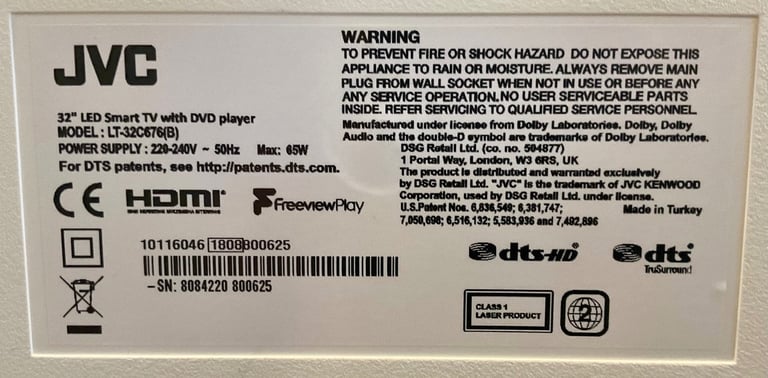 JVC
32" LED Smart TV with DVD player
MODEL : LT-32C676(B)
POWER SUPPLY : 220-240V ~ 50Hz Max: 65W
For DTS patents, see http://patents.dts.com.
CE HDMI FreeviewPlay
10116046 1808 800625
-SN: 8084220 800625
WARNING
TO PREVENT FIRE OR SHOCK HAZARD DO NOT EXPOSE THIS
APPLIANCE TO RAIN OR MOISTURE. ALWAYS REMOVE MAIN
PLUG FROM WALL SOCKET WHEN NOT IN USE OR BEFORE ANY
ANY SERVICE OPERATION. NO USER SERVICEABLE PARTS
INSIDE. REFER SERVICING TO QUALIFIED SERVICE PERSONNEL.
Manufactured under license from Dolby Laboratories. Dolby, Dolby
Audio and the double-D symbol are trademarks of Dolby Laboratories.
DSG Retail Ltd. (co. no. 504877)
1 Portal Way, London, W3 6RS, UK
The product is distributed and warranted exclusively
by DSG Retail Ltd. "JVC" is the trademark of JVC KENWOOD
Corporation, used by DSG Retail Ltd. under license.
U.S.Patent Nos. 6,836,549; 6,381,747;
7,050,698; 6,516,132; 5,583,936 and 7,492,896
Made in Turkey
dts-HD dts
TruSurround
CLASS 1
LASER PRODUCT
2